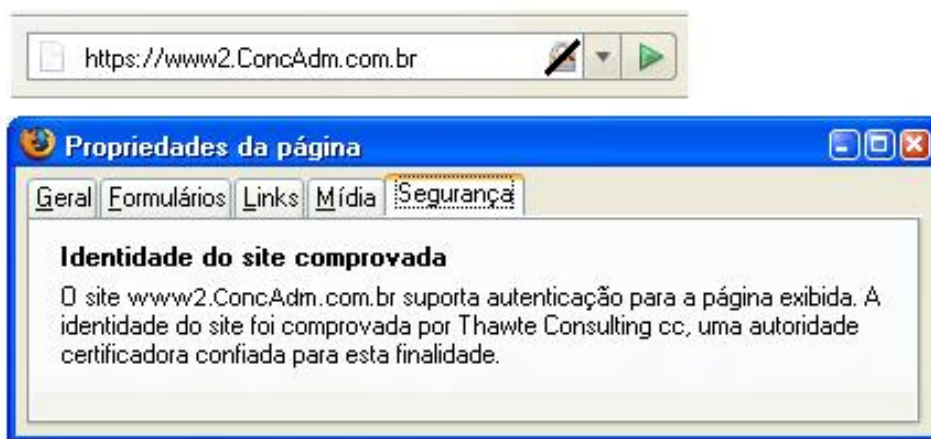 https://www2.ConcAdm.com.br
Propriedades da página
Geral Formulários Links Mídia Segurança
Identidade do site comprovada
O site www2.ConcAdm.com.br suporta autenticação para a página exibida. A
identidade do site foi comprovada por Thawte Consulting cc, uma autoridade
certificadora confiada para esta finalidade.